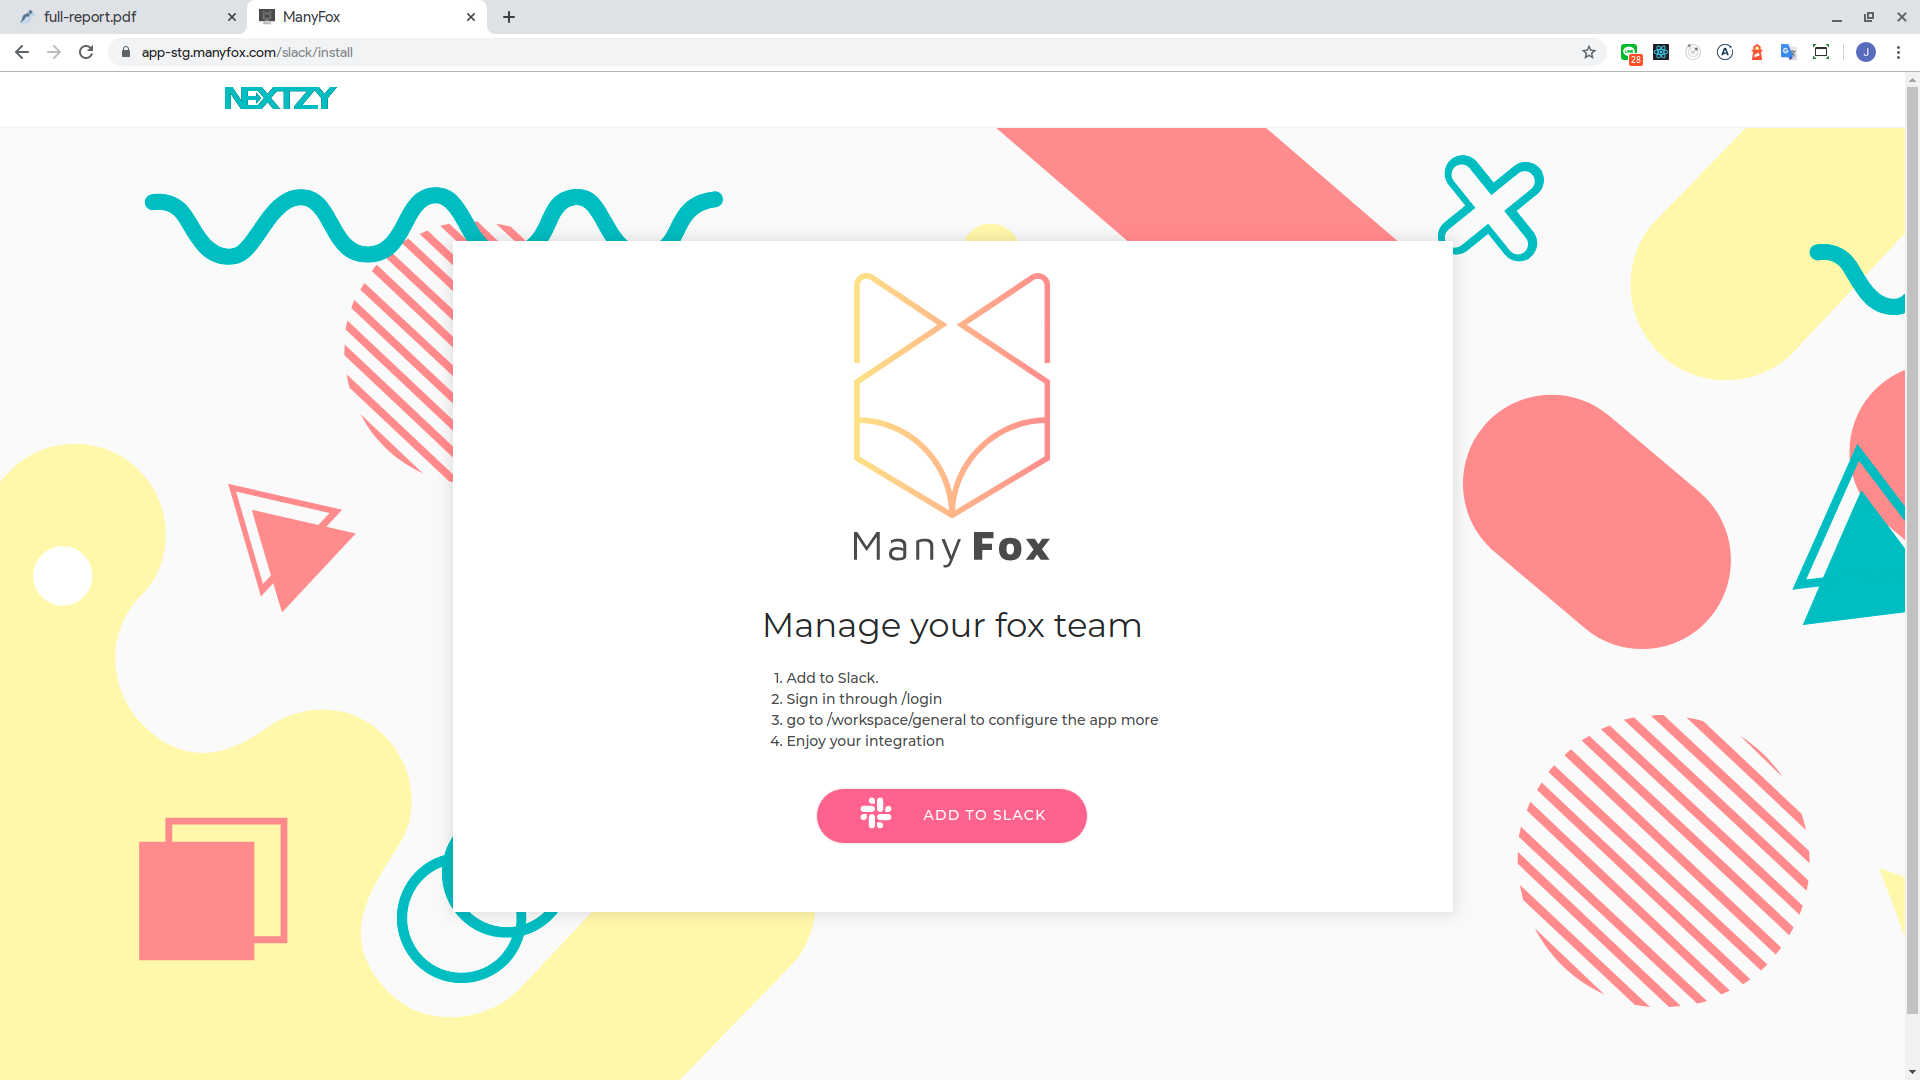 full-report.pdf
ManyFox
app-stg.manyfox.com/slack/install
28
A
G
J
NEXTZY
Many Fox
Manage your fox team
1. Add to Slack.
2. Sign in through /login
3. go to /workspace/general to configure the app more
4. Enjoy your integration
ADD TO SLACK